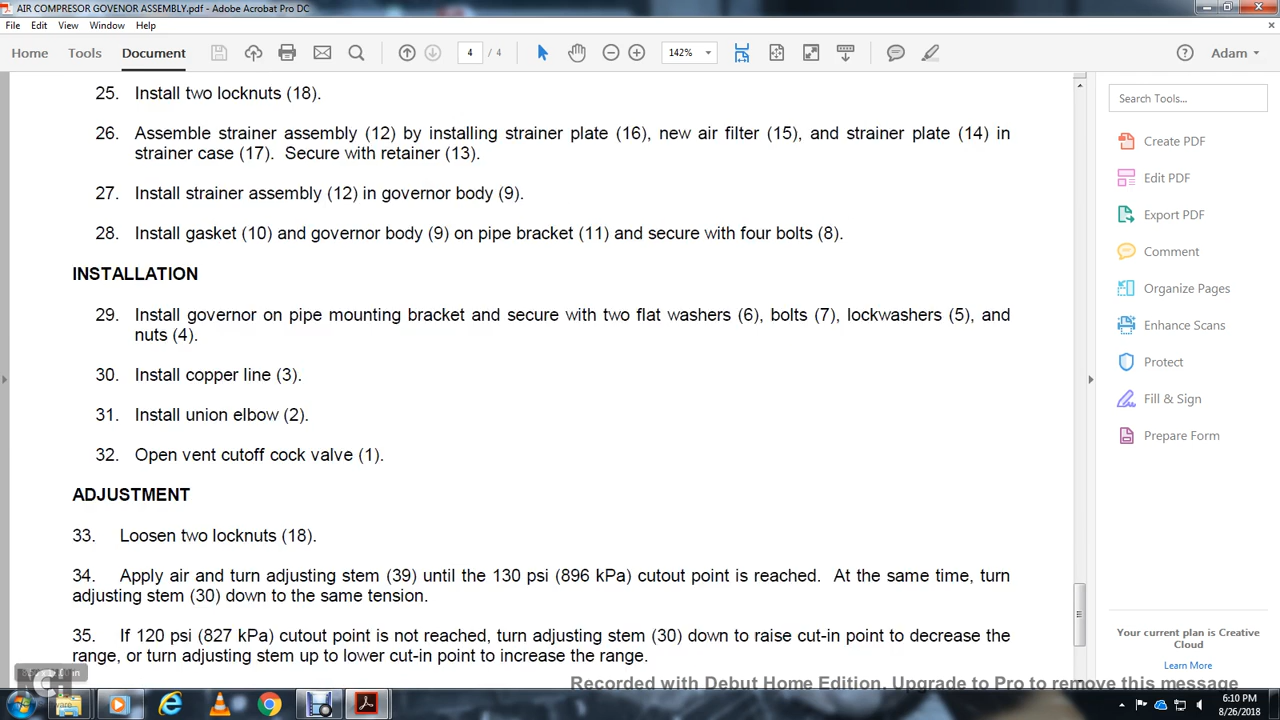 AIR COMPRESOR GOVENOR ASSEMBLY.pdf - Adobe Acrobat Pro DC
File Edit View Window Help
Home Tools Document 4 / 4 142% Adam
25. Install two locknuts (18).
26. Assemble strainer assembly (12) by installing strainer plate (16), new air filter (15), and strainer plate (14) in
strainer case (17). Secure with retainer (13).
27. Install strainer assembly (12) in governor body (9).
28. Install gasket (10) and governor body (9) on pipe bracket (11) and secure with four bolts (8).
INSTALLATION
29. Install governor on pipe mounting bracket and secure with two flat washers (6), bolts (7), lockwashers (5), and
nuts (4).
30. Install copper line (3).
31. Install union elbow (2).
32. Open vent cutoff cock valve (1).
ADJUSTMENT
33. Loosen two locknuts (18).
34. Apply air and turn adjusting stem (39) until the 130 psi (896 kPa) cutout point is reached. At the same time, turn
adjusting stem (30) down to the same tension.
35. If 120 psi (827 kPa) cutout point is not reached, turn adjusting stem (30) down to raise cut-in point to decrease the
range, or turn adjusting stem up to lower cut-in point to increase the range.
Search Tools...
Create PDF
Edit PDF
Export PDF
Comment
Organize Pages
Enhance Scans
Protect
Fill & Sign
Prepare Form
Your current plan is Creative
Cloud
Learn More
Recorded with Debut Home Edition. Upgrade to Pro to remove this message
6:10 PM
8/26/2018